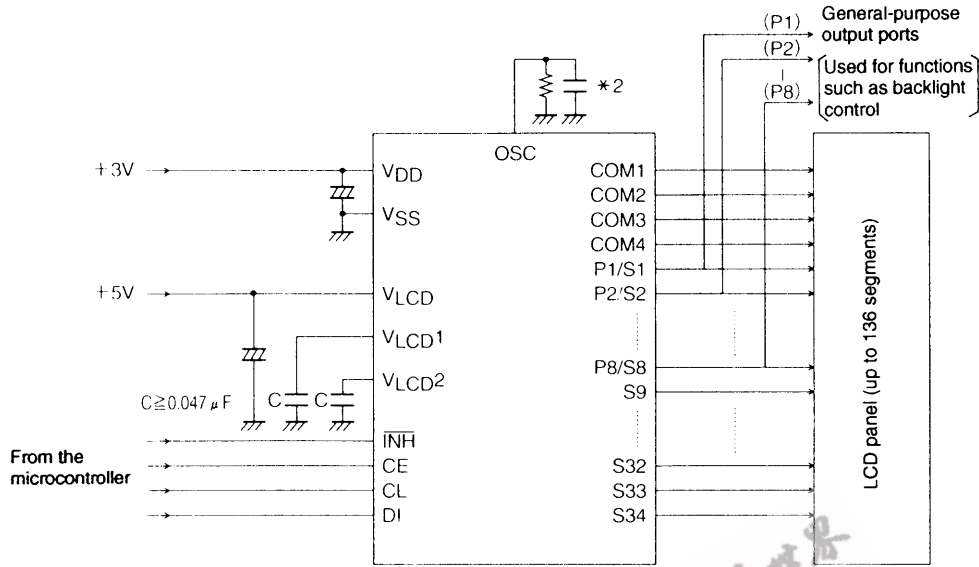 (P1)
General-purpose
output ports
(P2)
(P8)
Used for functions
such as backlight
control
*2
OSC
+3V
VDD
VSS
+5V
VLCD
VLCD1
VLCD2
C≧0.047 μF
C
C
INH
From the
microcontroller
CE
CL
DI
COM1
COM2
COM3
COM4
P1/S1
P2/S2
P8/S8
S9
S32
S33
S34
LCD panel (up to 136 segments)